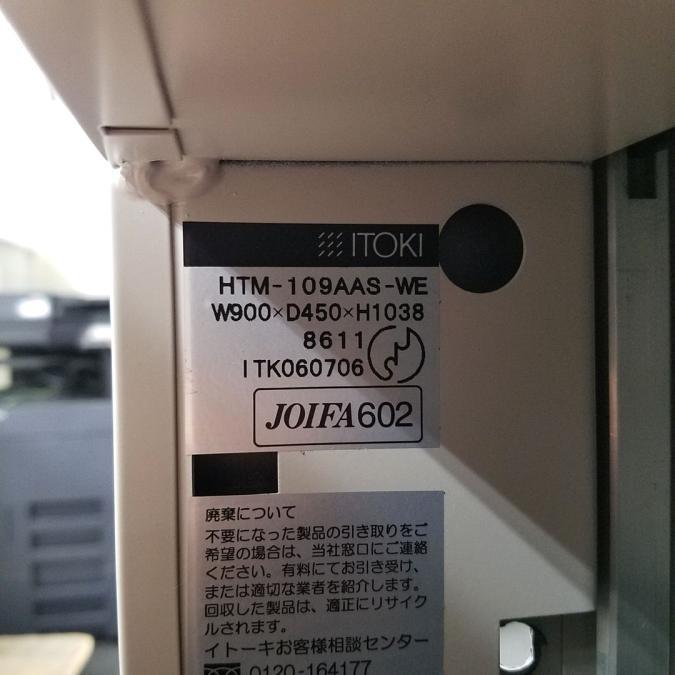 ITOKI
HTM-109AAS-WE
W900×D450×H1038
8611
ITK060706
JOIFA602
廃棄について
不要になった製品の引き取りをご
希望の場合は、当社窓口にご連絡
ください。有料にてお引き受け、
または適切な業者を紹介します。
回収した製品は、適正にリサイク
ルされます。
イトーキお客様相談センター
0120-164177